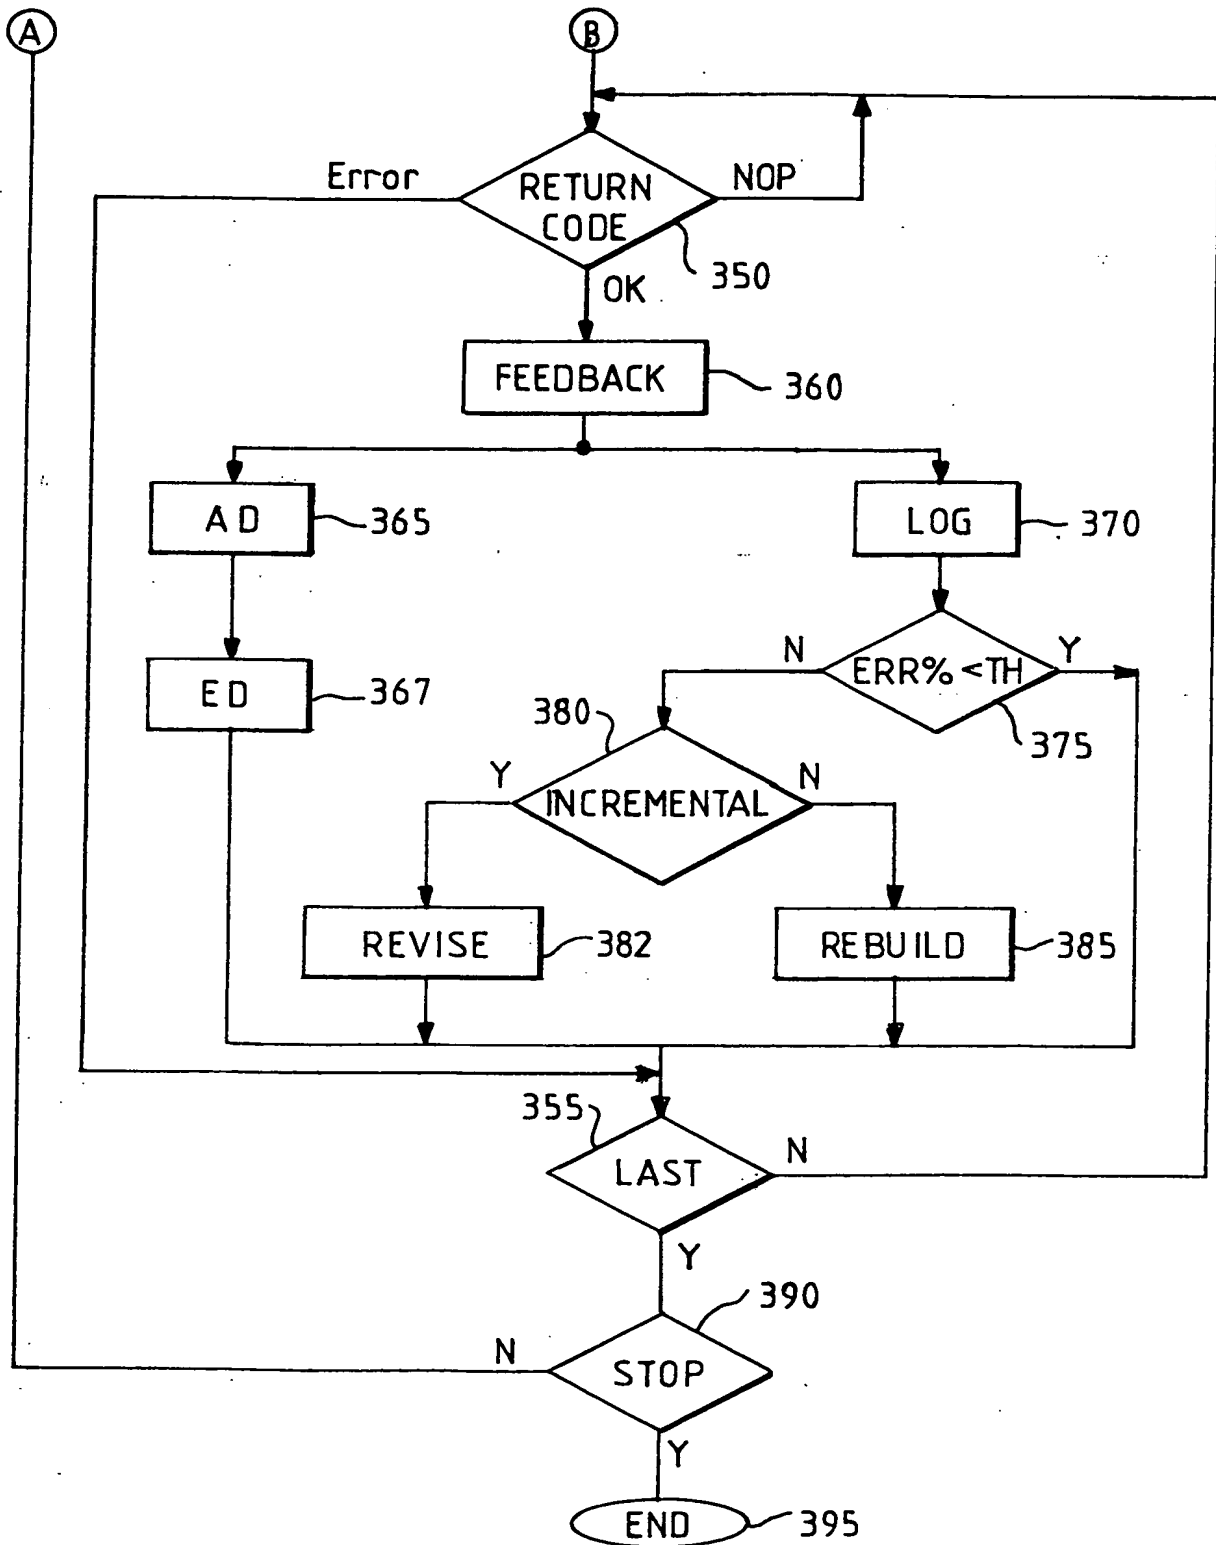 A
B
Error
RETURN
CODE
NOP
350
OK
FEEDBACK
360
AD
365
LOG
370
ED
367
N
ERR% <TH
Y
375
380
Y
INCREMENTAL
N
REVISE
382
REBUILD
385
355
LAST
N
Y
390
N
STOP
Y
END
395